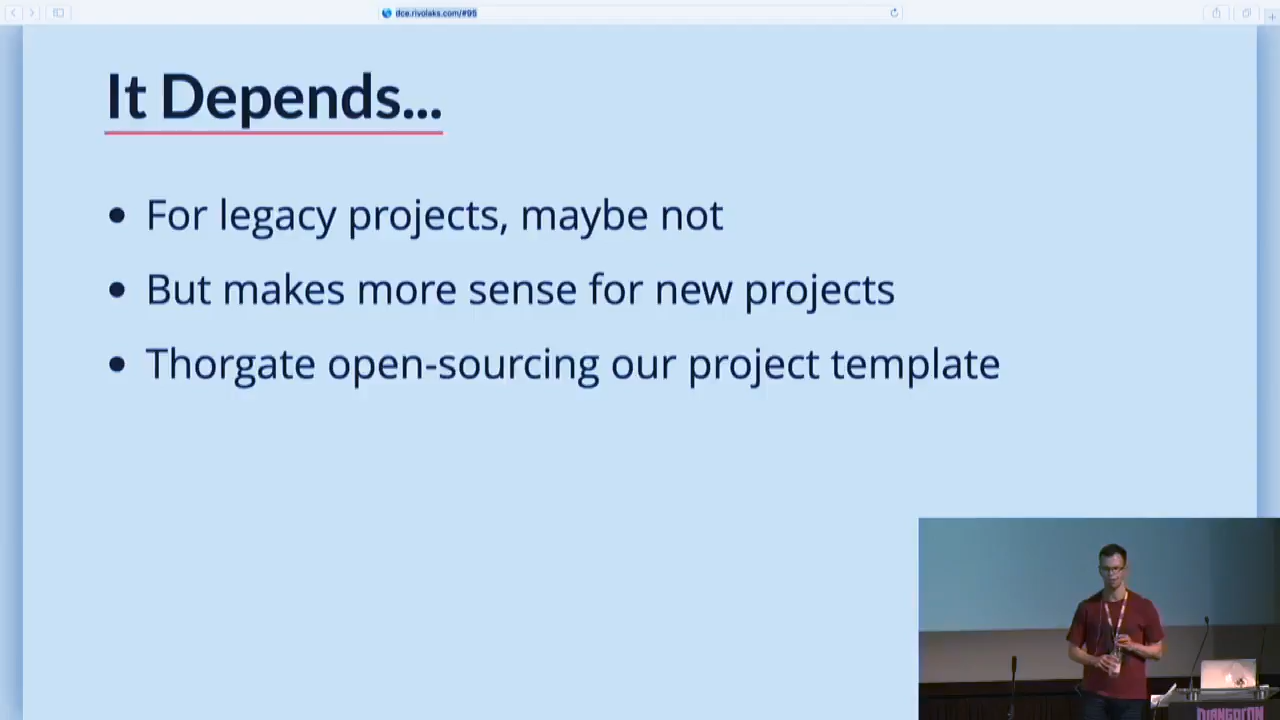 dce.rivolaks.com/#95
It Depends...
For legacy projects, maybe not
But makes more sense for new projects
Thorgate open-sourcing our project template
DJANGOCON